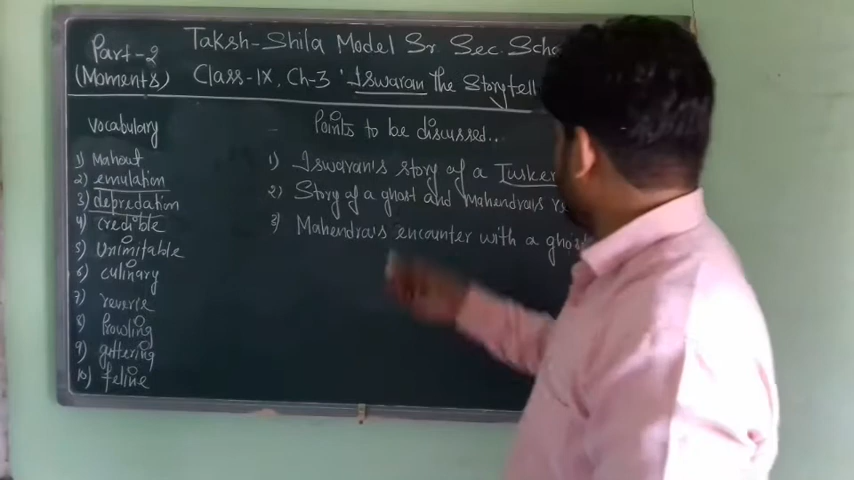 Part-2
(Moments)
Taksh-Shila Model Sr. Sec. Scho
Class-IX, Ch-3 'Iswaran the Storytell
Vocabulary
1) Mahout
2) emulation
3) depredation
4) credible
5) Unimitable
6) culinary
7) reverie
8) Prowling
9) guttering
10) feline
Points to be discussed...
1) Iswaran's story of a Tusker
2) Story of a ghost and Mahendra's
3) Mahendra's encounter with a ghost